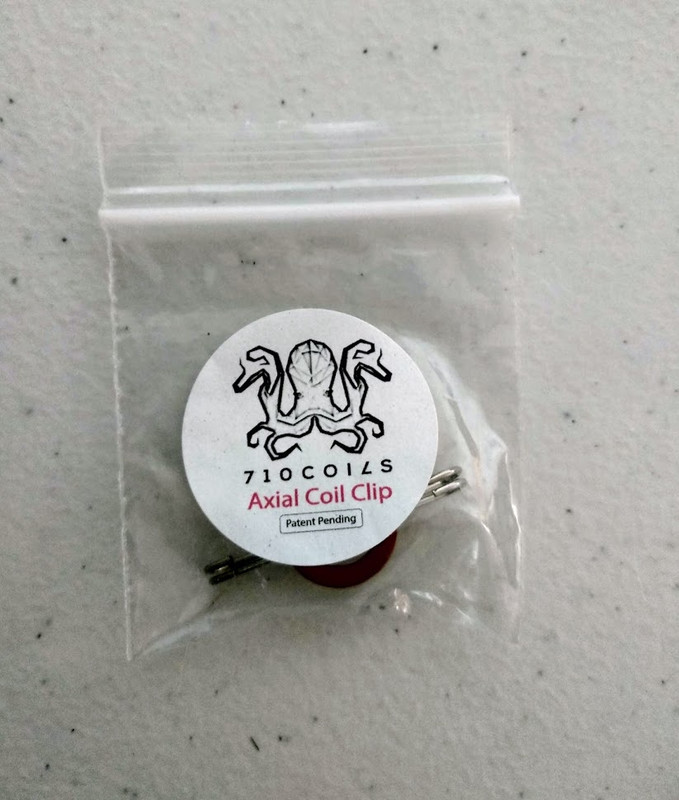 710COILS
Axial Coil Clip
Patent Pending